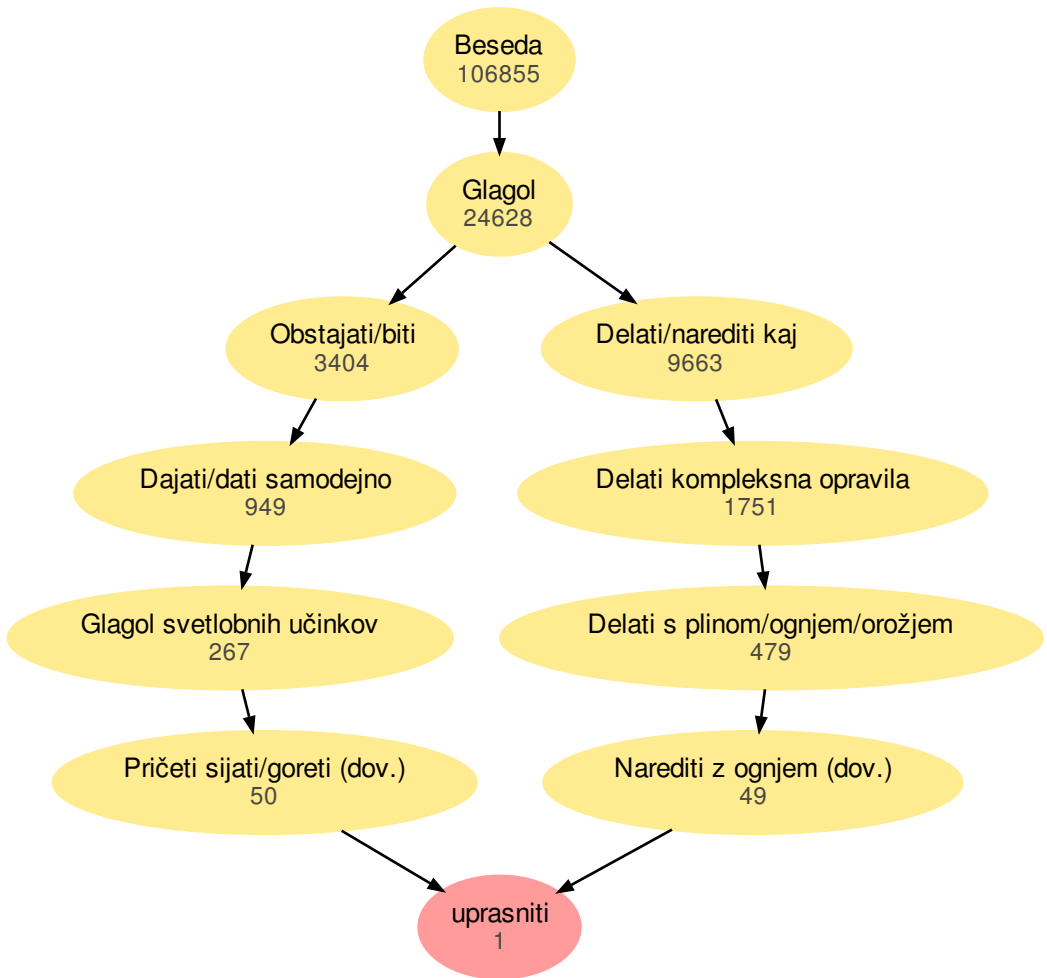 Beseda
106855
Glagol
24628
Obstajati/biti
3404
Delati/narediti kaj
9663
Dajati/dati samodejno
949
Delati kompleksna opravila
1751
Glagol svetlobnih učinkov
267
Delati s plinom/ognjem/orožjem
479
Pričeti sijati/goreti (dov.)
50
Narediti z ognjem (dov.)
49
uprasniti
1